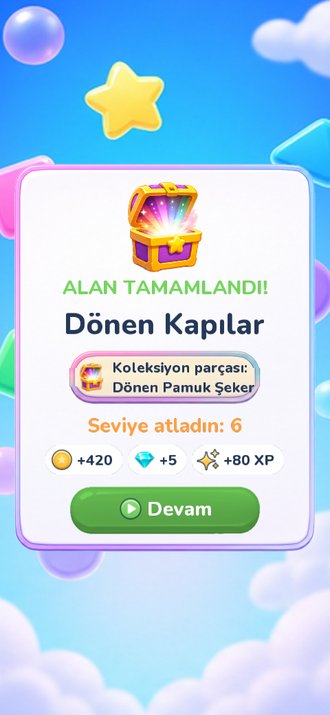 ALAN TAMAMLANDI!
Dönen Kapılar
Koleksiyon parçası:
Dönen Pamuk Şeker
Seviye atladın: 6
+420 +5 +80 XP
Devam